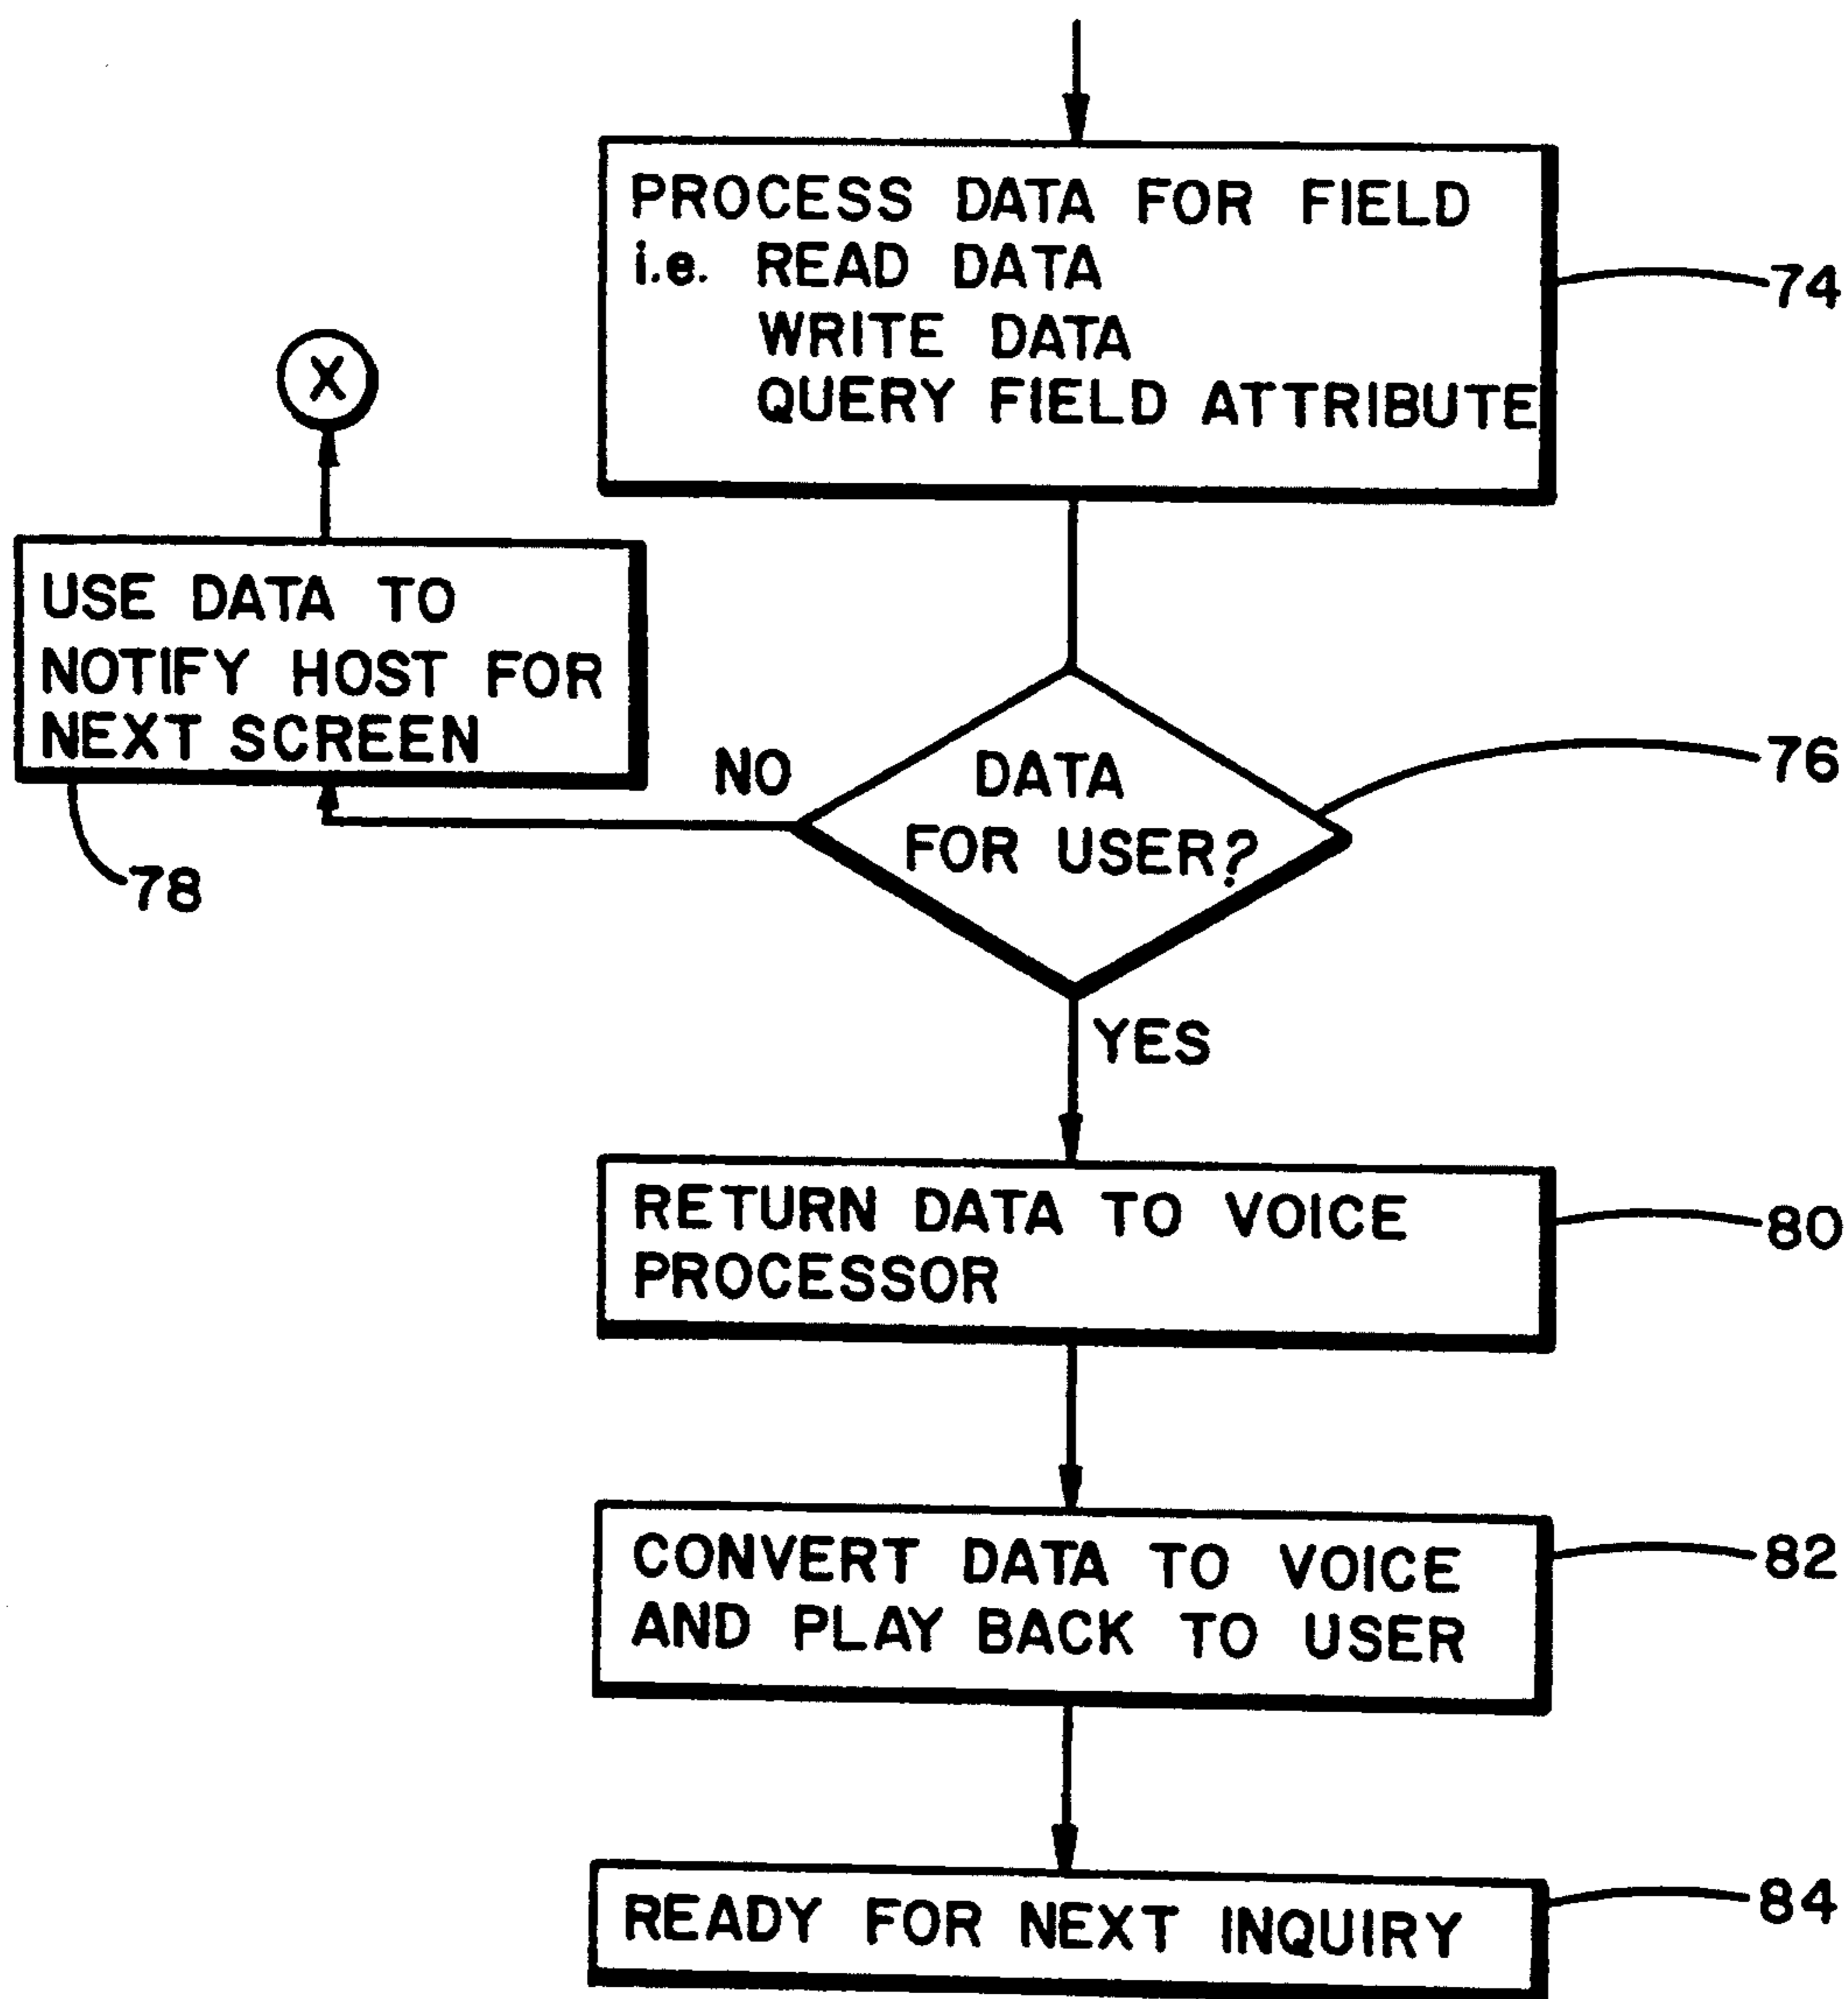 PROCESS DATA FOR FIELD
i.e. READ DATA
WRITE DATA
QUERY FIELD ATTRIBUTE
74
X
USE DATA TO
NOTIFY HOST FOR
NEXT SCREEN
78
NO
DATA
FOR USER?
76
YES
RETURN DATA TO VOICE
PROCESSOR
80
CONVERT DATA TO VOICE
AND PLAY BACK TO USER
82
READY FOR NEXT INQUIRY
84